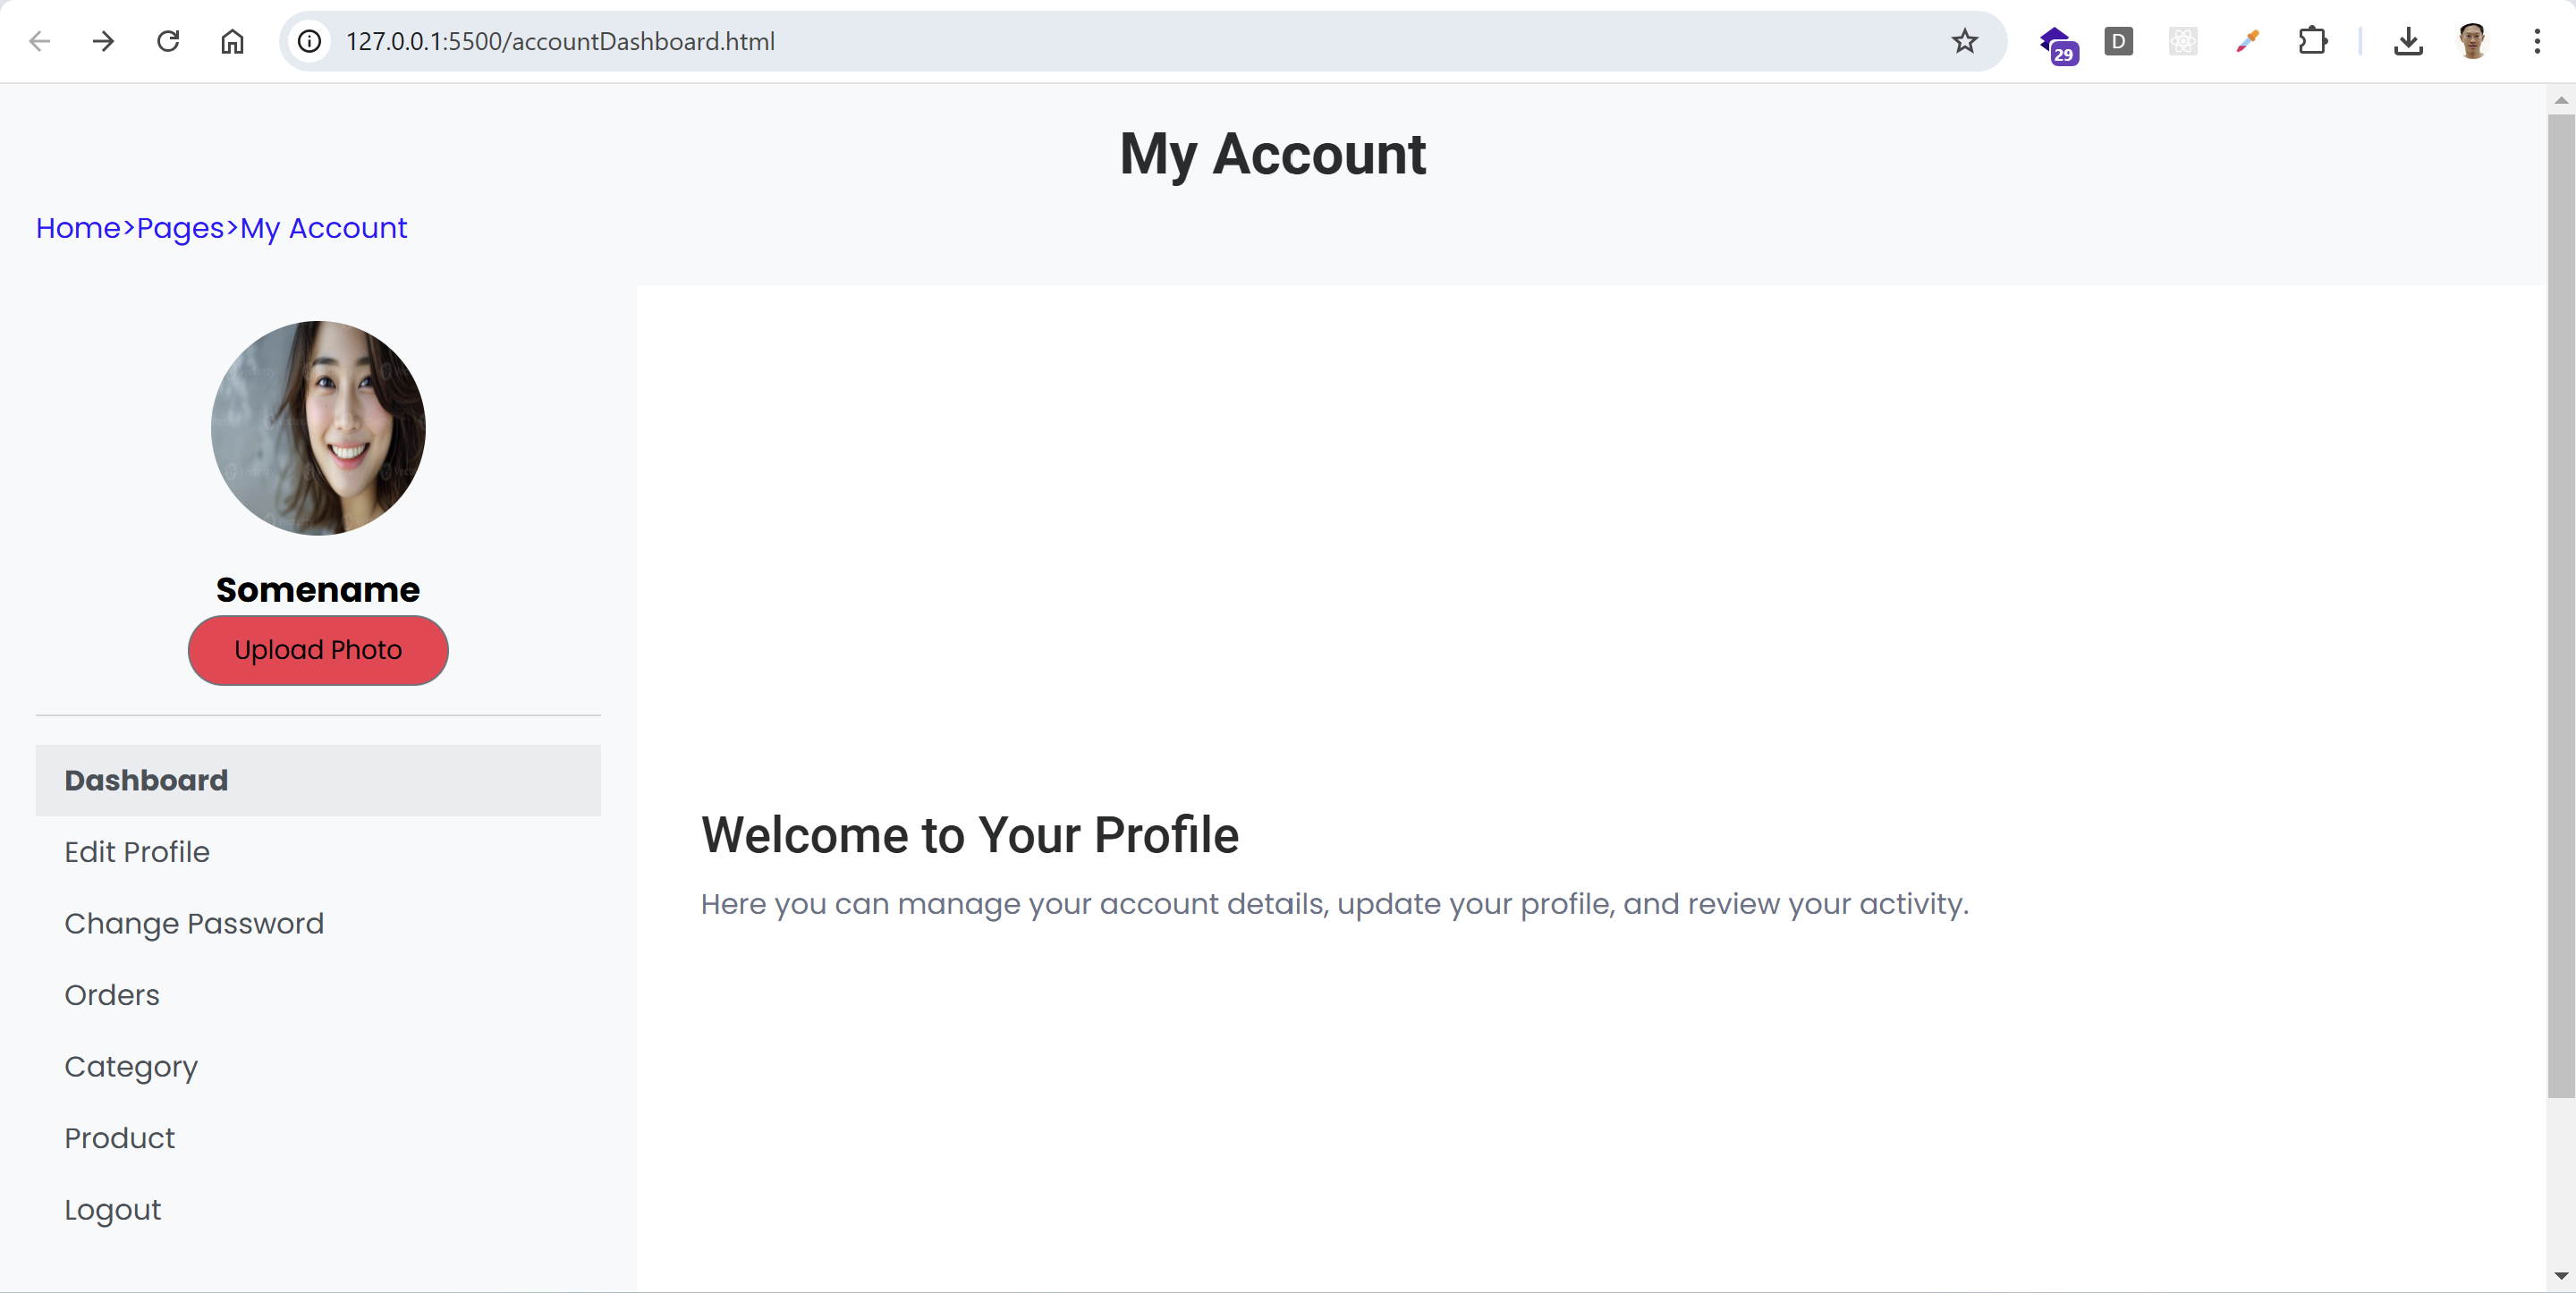 127.0.0.1:5500/accountDashboard.html
29
D
My Account
Home>Pages>My Account
Somename
Upload Photo
Dashboard
Edit Profile
Change Password
Orders
Category
Product
Logout
Welcome to Your Profile
Here you can manage your account details, update your profile, and review your activity.